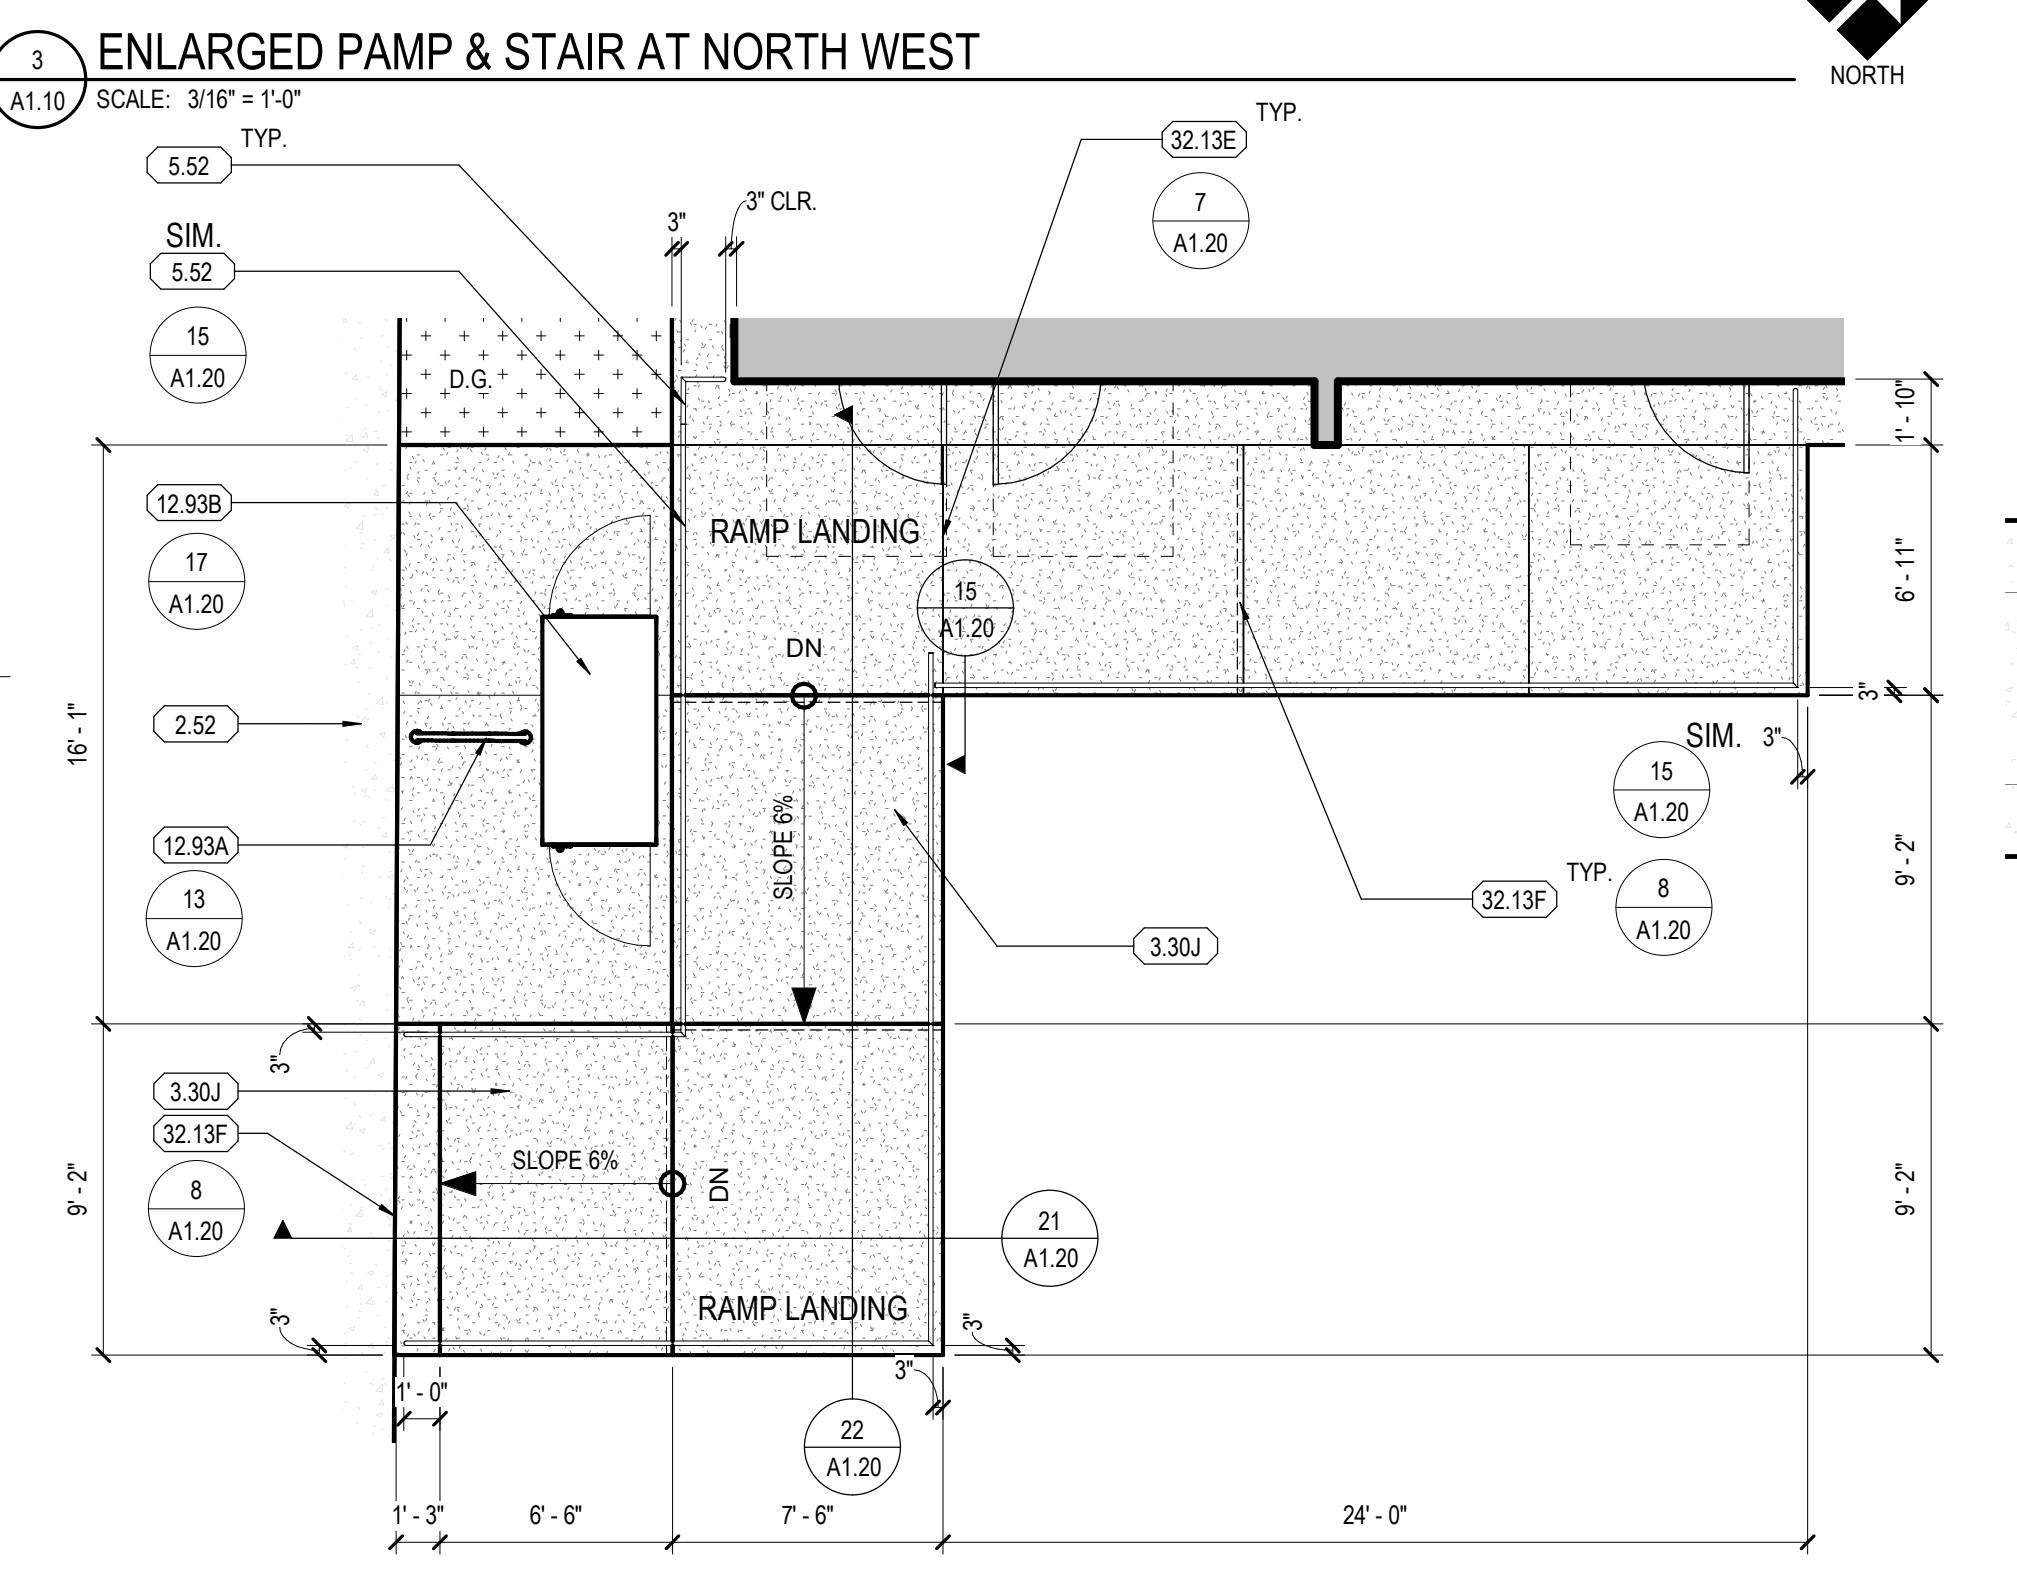 3
A1.10
ENLARGED PAMP & STAIR AT NORTH WEST
SCALE: 3/16" = 1'-0"
NORTH
TYP.
5.52
SIM.
5.52
15
A1.20
3"
3" CLR.
TYP.
32.13E
7
A1.20
D.G.
1' - 10"
12.93B
17
A1.20
RAMP LANDING
15
A1.20
6' - 11"
DN
2.52
16' - 1"
3"
SIM.
3"
15
A1.20
12.93A
13
A1.20
SLOPE 6%
9' - 2"
TYP.
32.13F
8
A1.20
3.30J
3"
3.30J
32.13F
8
A1.20
SLOPE 6%
DN
9' - 2"
9' - 2"
21
A1.20
RAMP LANDING
3"
3"
3"
1' - 0"
22
A1.20
1' - 3"
6' - 6"
7' - 6"
24' - 0"